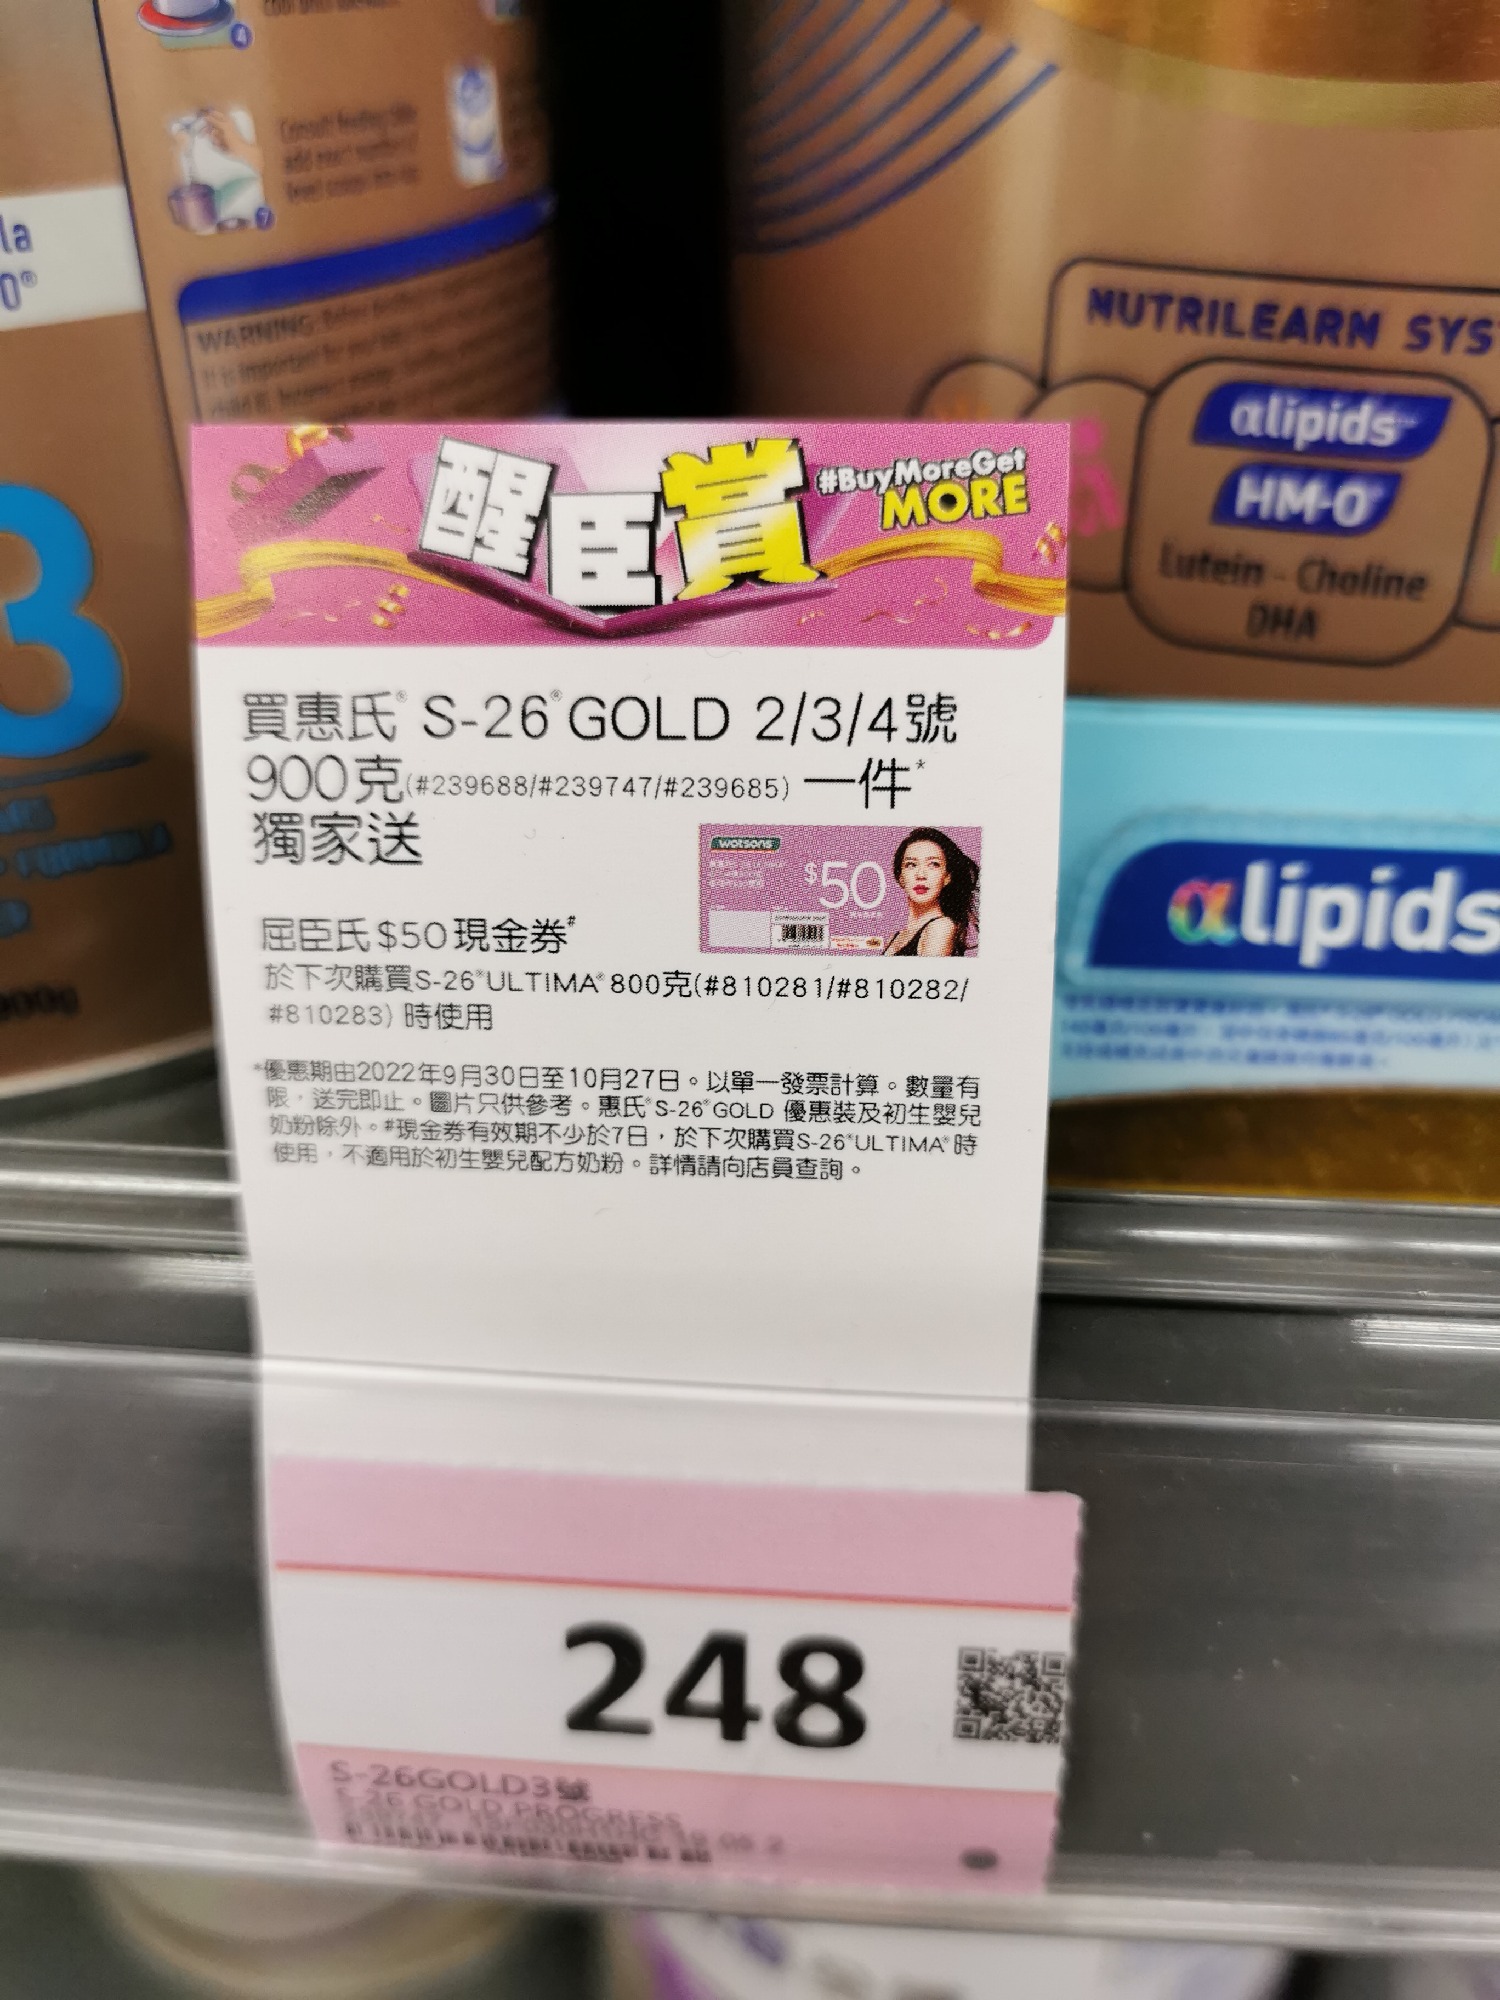 la
0®
WARNING:
3
NUTRILEARN SYS
αlipids™
HM-O
Lutein - Choline
DHA
醒臣賞
#BuyMoreGet
MORE
買惠氏® S-26®GOLD 2/3/4號
900克(#239688/#239747/#239685) 一件*
獨家送
watsons
$50
屈臣氏$50現金券#
於下次購買S-26®ULTIMA®800克(#810281/#810282/
#810283) 時使用
*優惠期由2022年9月30日至10月27日。以單一發票計算。數量有
限，送完即止。圖片只供參考。惠氏®S-26®GOLD 優惠裝及初生嬰兒
奶粉除外。#現金券有效期不少於7日，於下次購買S-26®ULTIMA®時
使用，不適用於初生嬰兒配方奶粉。詳情請向店員查詢。
αlipids
248
S-26GOLD3號
S-26 GOLD PROGRESS